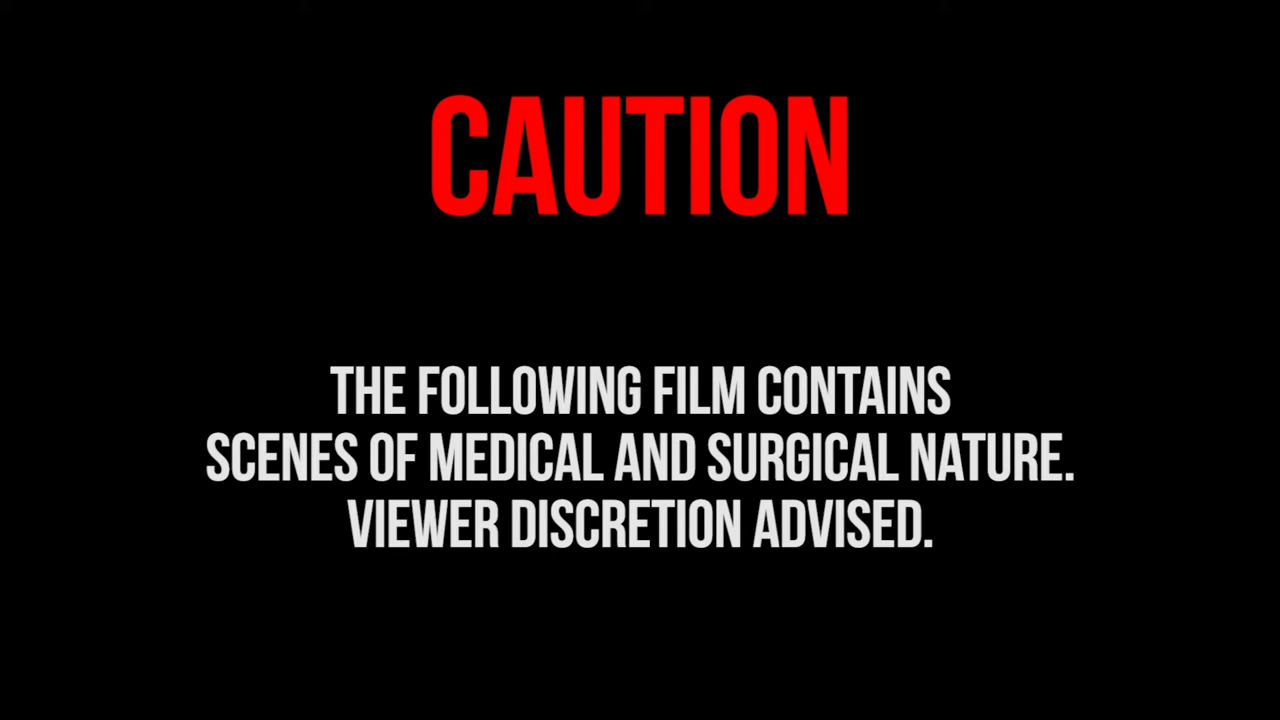 CAUTION
THE FOLLOWING FILM CONTAINS
SCENES OF MEDICAL AND SURGICAL NATURE.
VIEWER DISCRETION ADVISED.